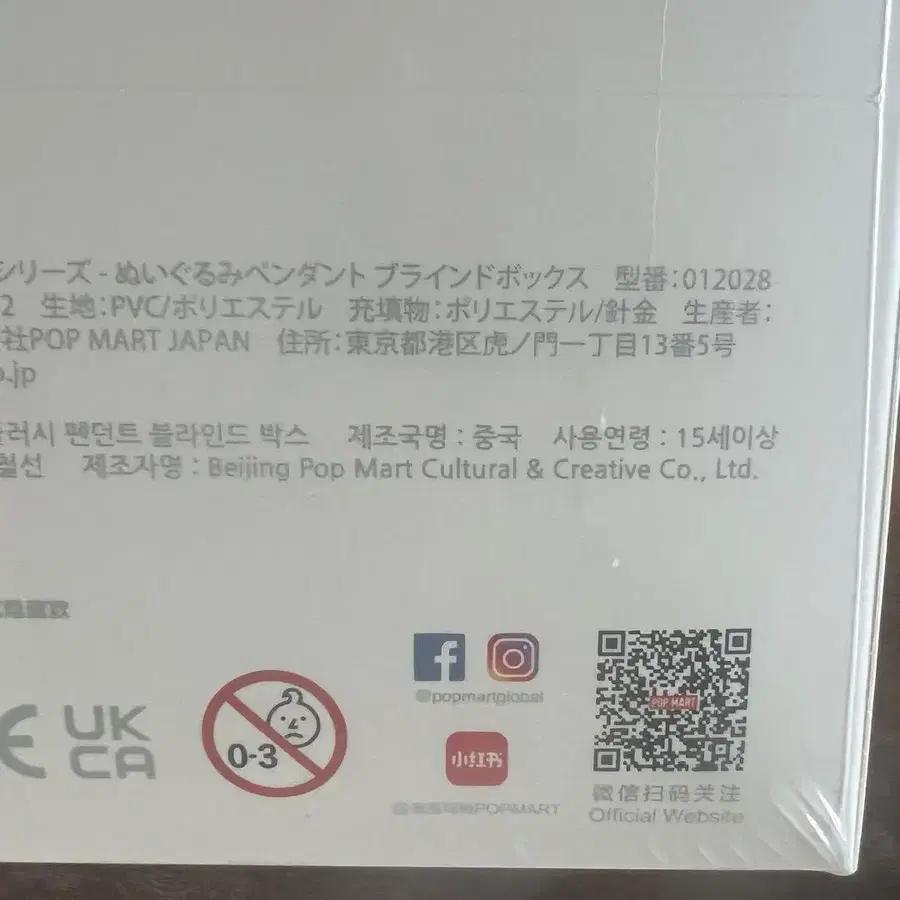 シリーズ - ぬいぐるみペンダント ブラインドボックス 型番:012028
2 生地:PVC/ポリエステル 充填物:ポリエステル/針金 生産者:
社POP MART JAPAN 住所:東京都港区虎ノ門一丁目13番5号
.jp
러시 펜던트 블라인드 박스 제조국명 : 중국 사용연령 : 15세이상
철선 제조자명 : Beijing Pop Mart Cultural & Creative Co., Ltd.
@popmartglobal
CE UK CA
0-3
小红书
POP MART
POPMART
微信扫码关注
Official Website